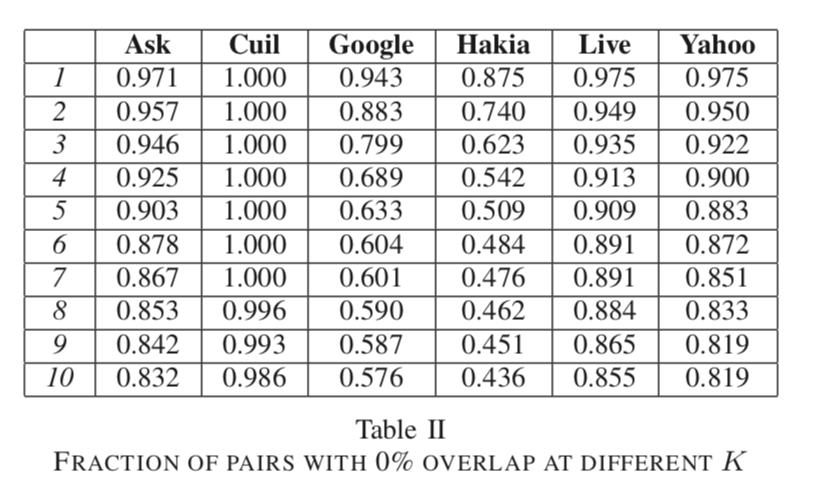 Ask Cuil Google Hakia Live Yahoo
1 0.971 1.000 0.943 0.875 0.975 0.975
2 0.957 1.000 0.883 0.740 0.949 0.950
3 0.946 1.000 0.799 0.623 0.935 0.922
4 0.925 1.000 0.689 0.542 0.913 0.900
5 0.903 1.000 0.633 0.509 0.909 0.883
6 0.878 1.000 0.604 0.484 0.891 0.872
7 0.867 1.000 0.601 0.476 0.891 0.851
8 0.853 0.996 0.590 0.462 0.884 0.833
9 0.842 0.993 0.587 0.451 0.865 0.819
10 0.832 0.986 0.576 0.436 0.855 0.819
Table II
FRACTION OF PAIRS WITH 0% OVERLAP AT DIFFERENT K